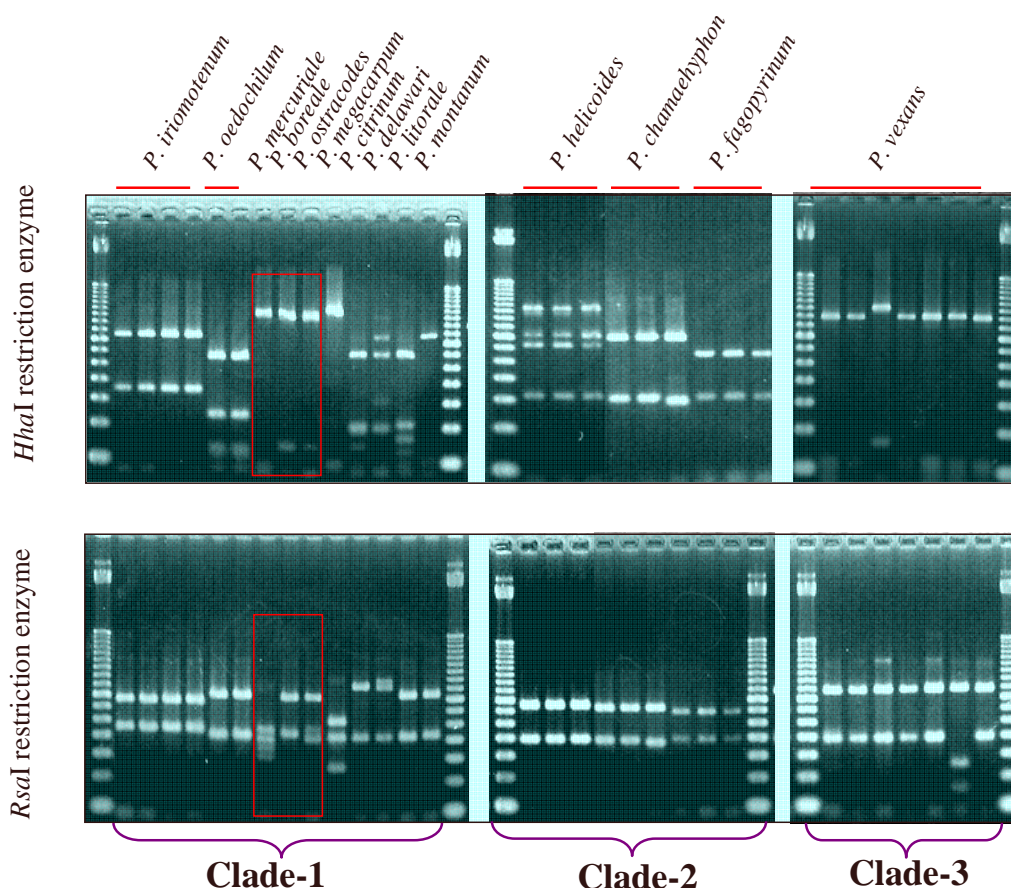 P. iriomotenum
P. oedochilum
P. mercuriale
P. boreale
P. ostracodes
P. megacarpum
P. citrinum
P. delawari
P. litorale
P. montanum
P. helicoides
P. chamaehyphon
P. fagopyrinum
P. vexans
HhaI restriction enzyme
RsaI restriction enzyme
Clade-1
Clade-2
Clade-3